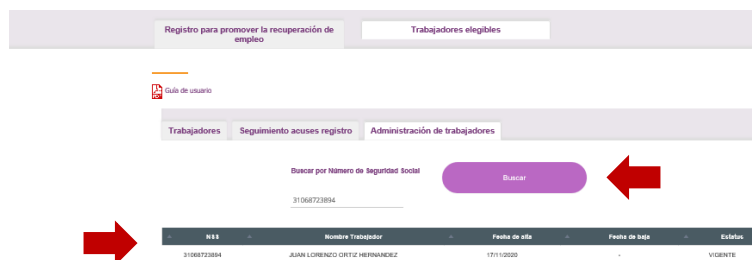 Registro para promover la recuperación de
empleo
Trabajadores elegibles
PDF
Guía de usuario
Trabajadores
Seguimiento acuses registro
Administración de trabajadores
Buscar por Número de Seguridad Social
Buscar
31068723894
NSS Nombre Trabajador Fecha de alta Fecha de baja Estatus
31068723894 JUAN LORENZO ORTIZ HERNANDEZ 17/11/2020 - VIGENTE